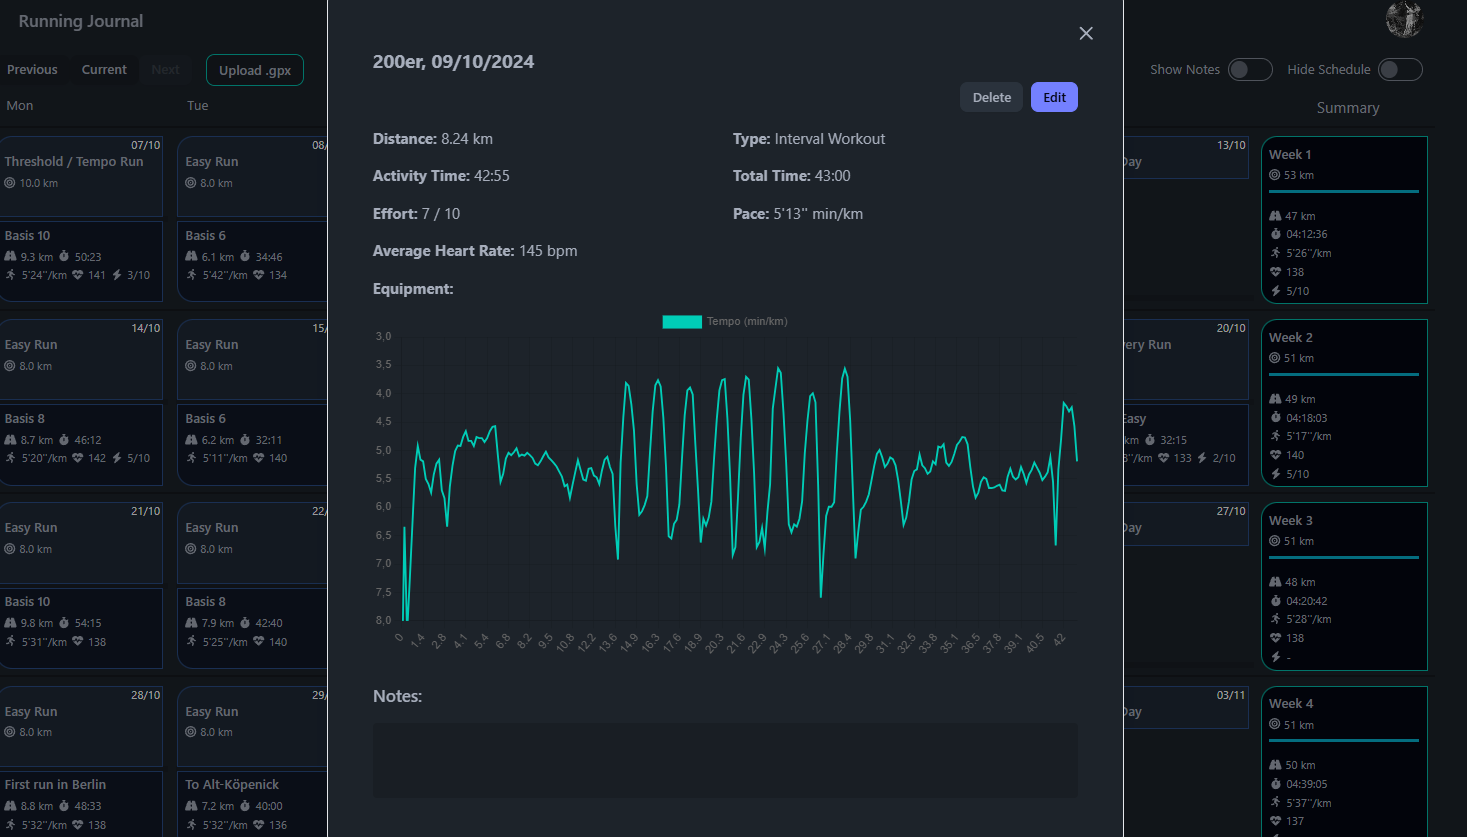 Running Journal
Previous Current Next Upload .gpx
Show Notes Hide Schedule
Mon Tue Summary
07/10
Threshold / Tempo Run
10.0 km
Basis 10
9.3 km 50:23
5'24''/km 141 3/10
08/
Easy Run
8.0 km
Basis 6
6.1 km 34:46
5'42''/km 134
14/10
Easy Run
8.0 km
Basis 8
8.7 km 46:12
5'20''/km 142 5/10
15/
Easy Run
8.0 km
Basis 6
6.2 km 32:11
5'11''/km 140
21/10
Easy Run
8.0 km
Basis 10
9.8 km 54:15
5'31''/km 138
22/
Easy Run
8.0 km
Basis 8
7.9 km 42:40
5'25''/km 140
28/10
Easy Run
8.0 km
First run in Berlin
8.8 km 48:33
5'32''/km 138
29/
Easy Run
8.0 km
To Alt-Köpenick
7.2 km 40:00
5'32''/km 136
200er, 09/10/2024
Delete Edit
Distance: 8.24 km Type: Interval Workout
Activity Time: 42:55 Total Time: 43:00
Effort: 7 / 10 Pace: 5'13'' min/km
Average Heart Rate: 145 bpm
Equipment:
Tempo (min/km)
3,0
3,5
4,0
4,5
5,0
5,5
6,0
6,5
7,0
7,5
8,0
0 1.4 2.8 4.1 5.4 6.8 8.2 9.5 10.8 12.2 13.6 14.9 16.3 17.6 18.9 20.3 21.6 22.9 24.3 25.6 27.1 28.4 29.8 31.1 32.5 33.8 35.1 36.5 37.8 39.1 40.5 42
Notes:
13/10
Day
20/10
ery Run
Easy
km 32:15
''/km 133 2/10
27/10
Day
03/11
Day
Week 1
53 km
47 km
04:12:36
5'26''/km
138
5/10
Week 2
51 km
49 km
04:18:03
5'17''/km
140
5/10
Week 3
51 km
48 km
04:20:42
5'28''/km
138
-
Week 4
51 km
50 km
04:39:05
5'37''/km
137